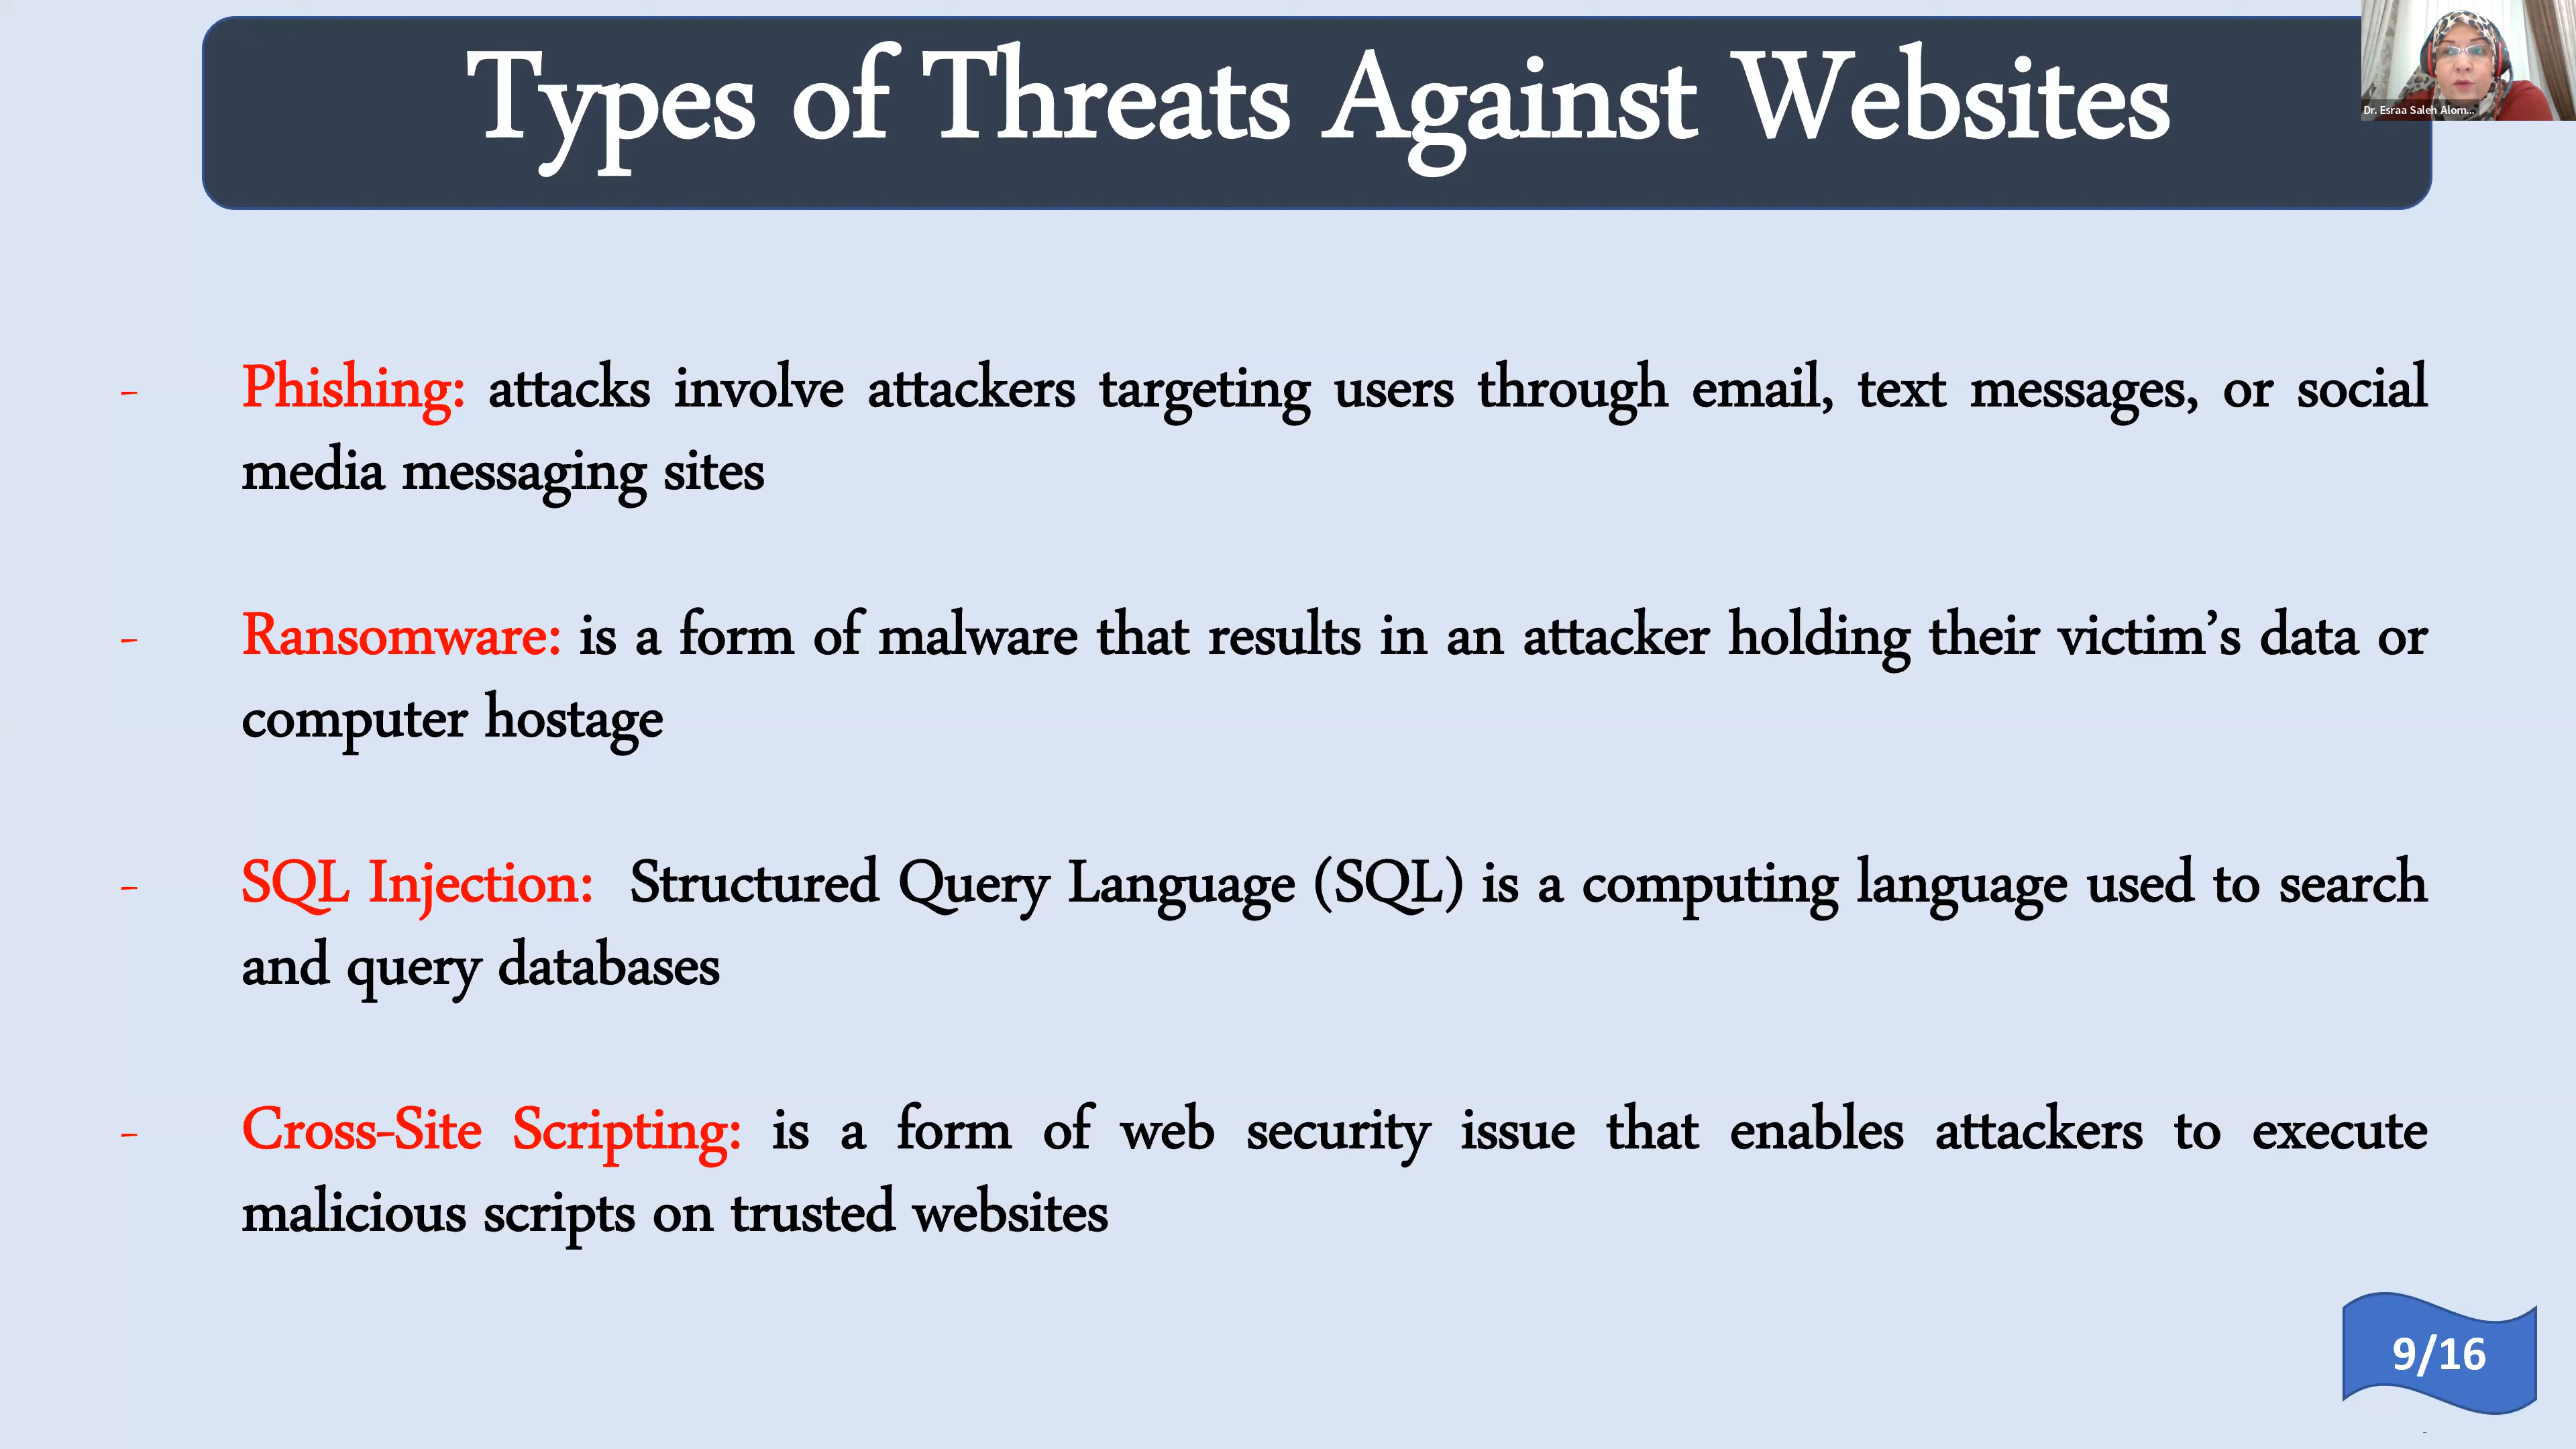 Types of Threats Against Websites
Dr. Esraa Saleh Alom...
- Phishing: attacks involve attackers targeting users through email, text messages, or social
media messaging sites
- Ransomware: is a form of malware that results in an attacker holding their victim’s data or
computer hostage
- SQL Injection: Structured Query Language (SQL) is a computing language used to search
and query databases
- Cross-Site Scripting: is a form of web security issue that enables attackers to execute
malicious scripts on trusted websites
9/16